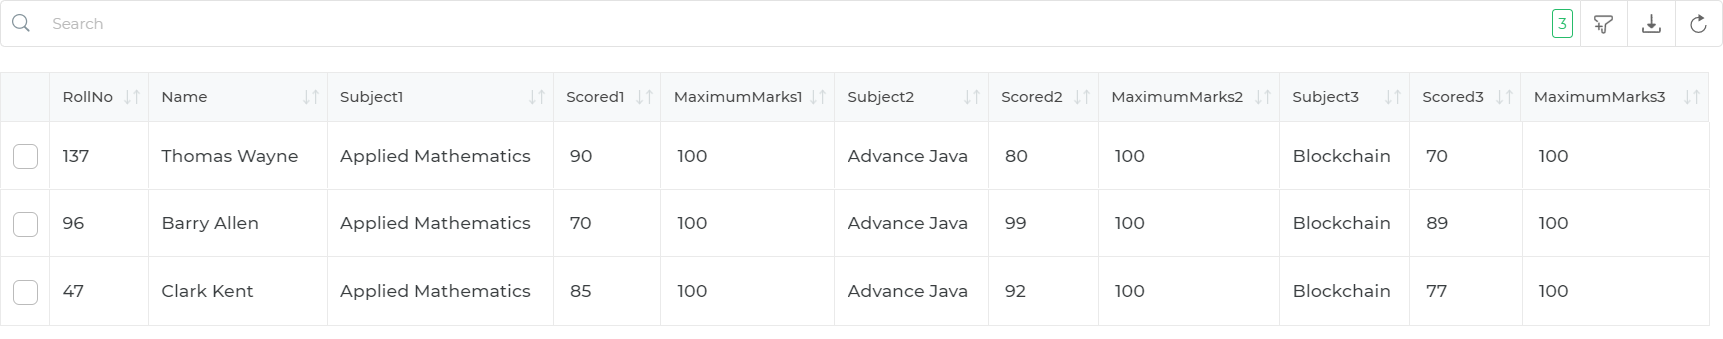 Search 3
RollNo Name Subject1 Scored1 MaximumMarks1 Subject2 Scored2 MaximumMarks2 Subject3 Scored3 MaximumMarks3
137 Thomas Wayne Applied Mathematics 90 100 Advance Java 80 100 Blockchain 70 100
96 Barry Allen Applied Mathematics 70 100 Advance Java 99 100 Blockchain 89 100
47 Clark Kent Applied Mathematics 85 100 Advance Java 92 100 Blockchain 77 100